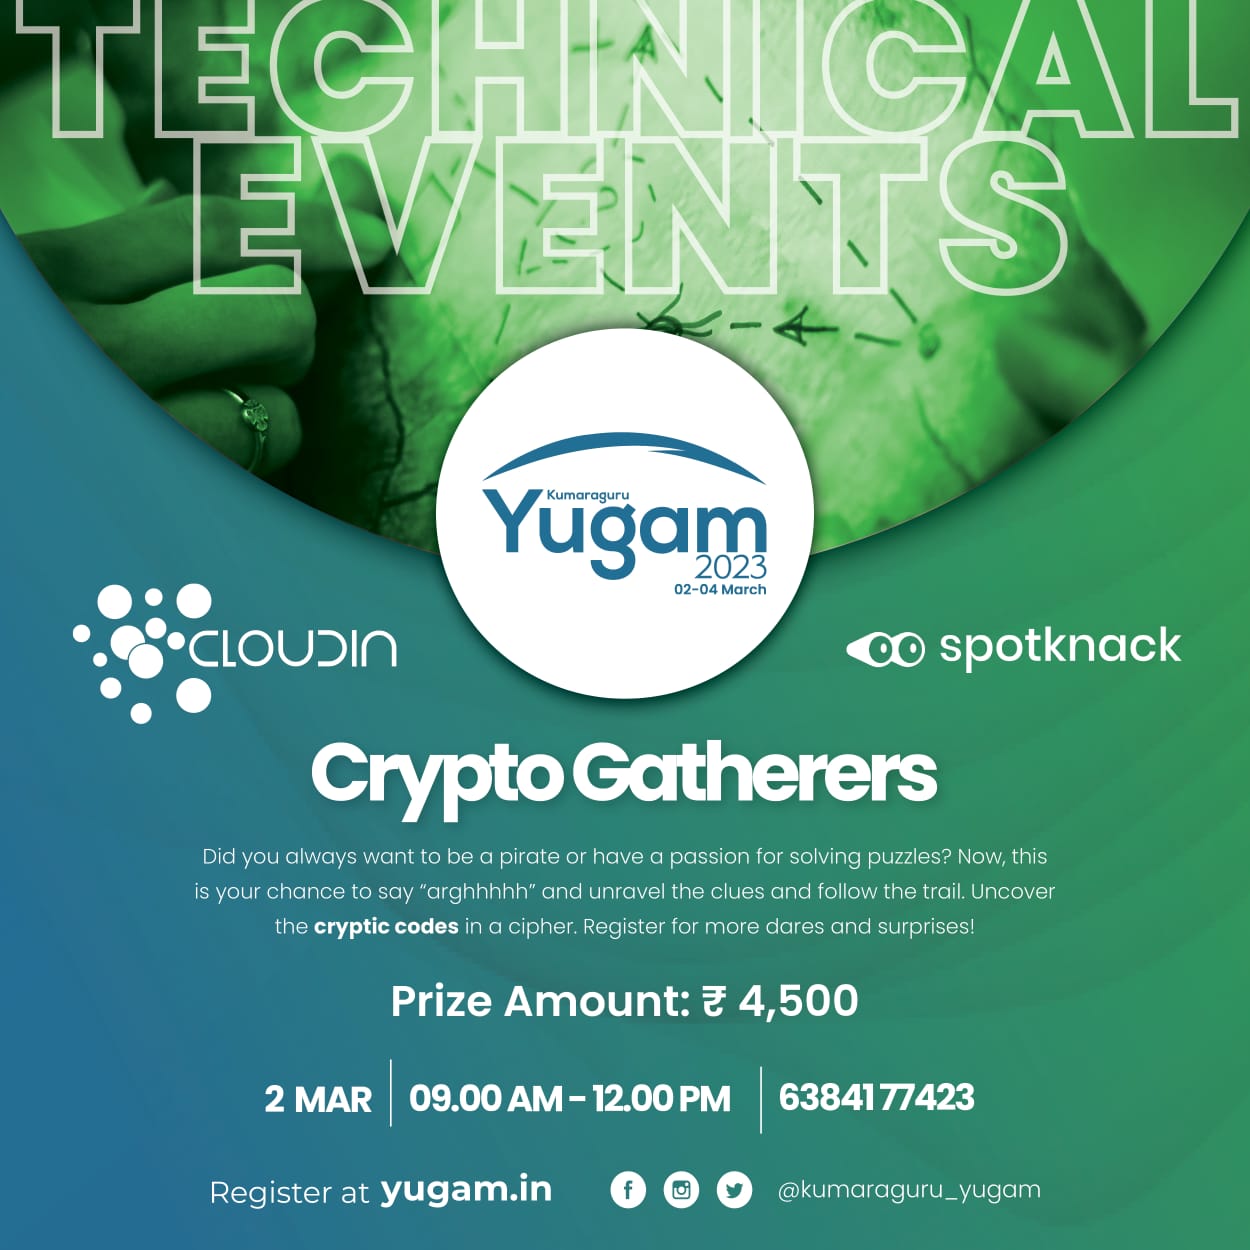 TECHNICAL
EVENTS
Kumaraguru
Yugam
2023
02-04 March
CLOUDIN
spotknack
Crypto Gatherers
Did you always want to be a pirate or have a passion for solving puzzles? Now, this
is your chance to say “arghhhhh” and unravel the clues and follow the trail. Uncover
the cryptic codes in a cipher. Register for more dares and surprises!
Prize Amount: ₹ 4,500
2 MAR
09.00 AM - 12.00 PM
6384177423
Register at yugam.in
@kumaraguru_yugam